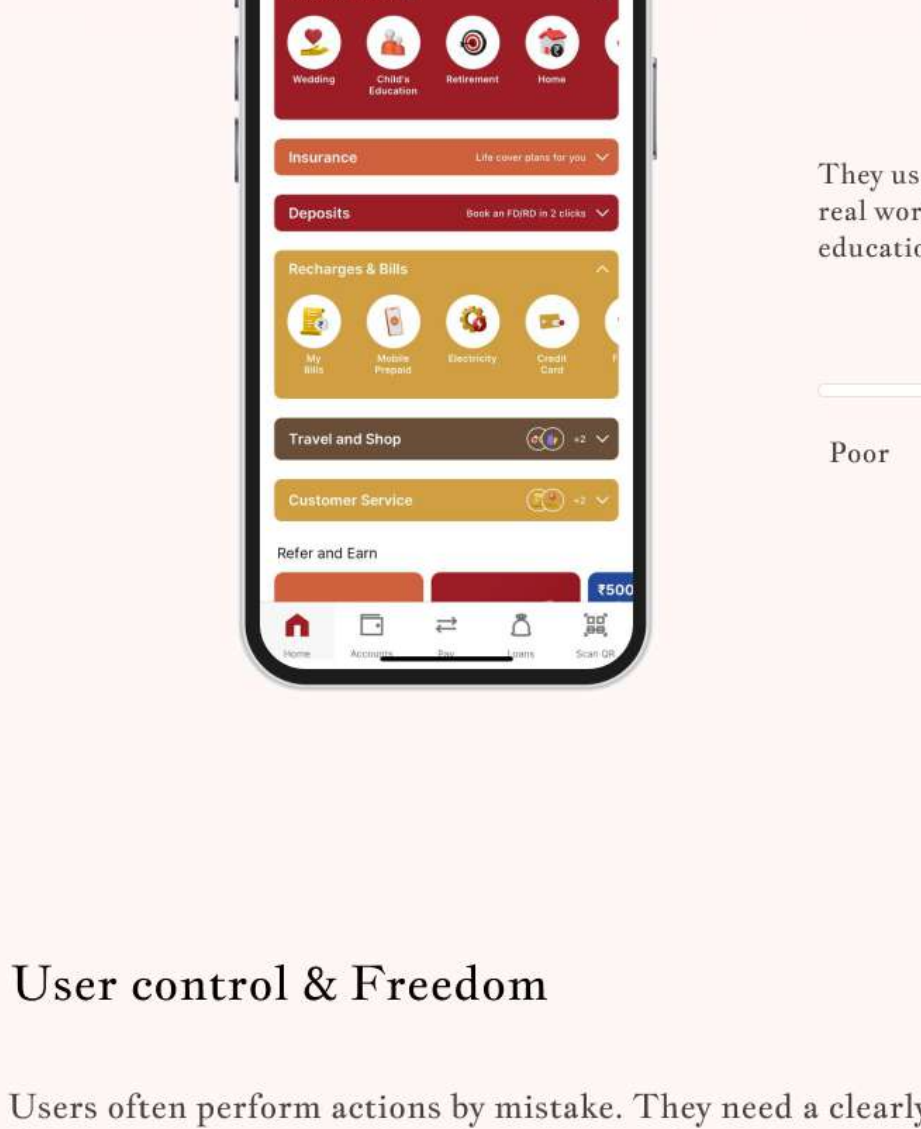 Wedding
Child's
Education
Retirement
Home
Insurance
Life cover plans for you
Deposits
Book an FD/RD in 2 clicks
Recharges & Bills
My
Bills
Mobile
Prepaid
Electricity
Credit
Card
Travel and Shop
+2
Customer Service
+2
Refer and Earn
₹500
Home
Accounts
Pay
Loans
Scan QR
They us
real wor
educatio
Poor
User control & Freedom
Users often perform actions by mistake. They need a clearly